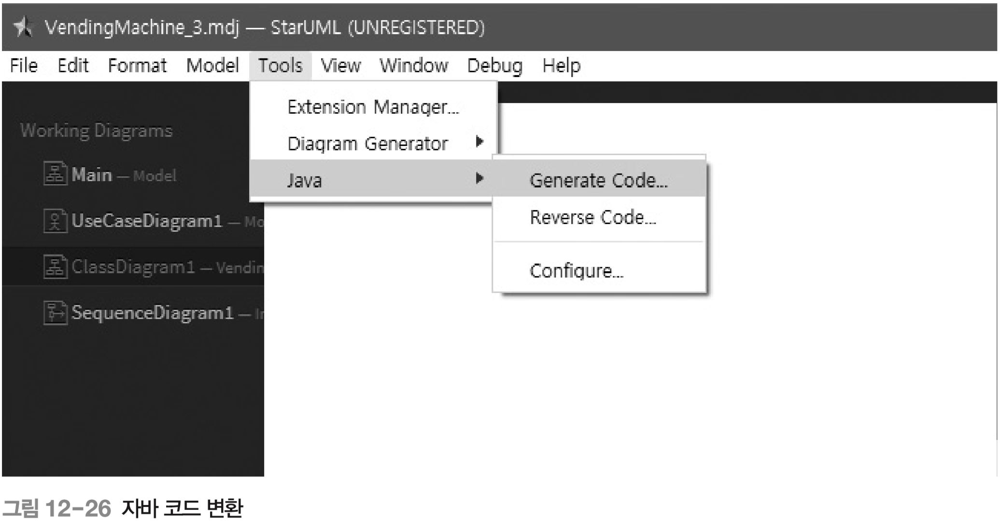 VendingMachine_3.mdj — StarUML (UNREGISTERED)
File Edit Format Model Tools View Window Debug Help
Extension Manager...
Working Diagrams
Diagram Generator
Main — Model
Java
Generate Code...
UseCaseDiagram1 — Mo
Reverse Code...
ClassDiagram1 — Vendin
Configure...
SequenceDiagram1 — In
그림 12-26 자바 코드 변환